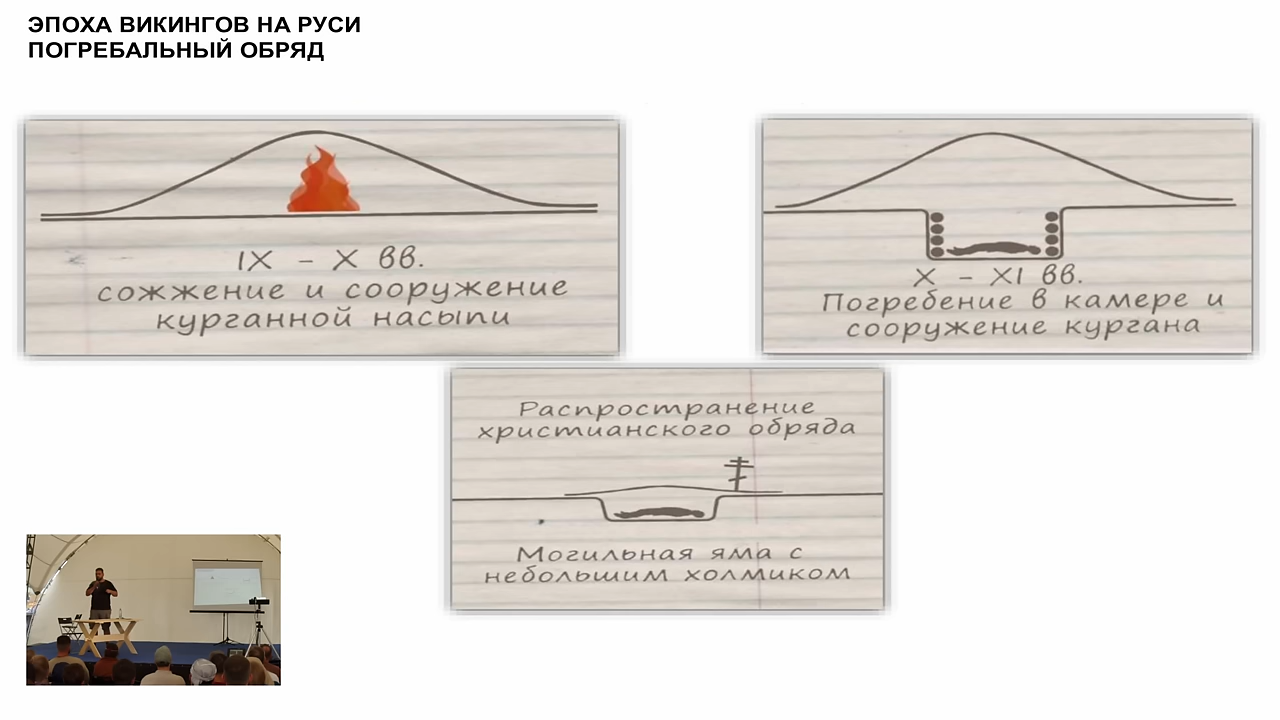 ЭПОХА ВИКИНГОВ НА РУСИ
ПОГРЕБАЛЬНЫЙ ОБРЯД
IX – X вв.
сожжение и сооружение
курганной насыпи
X – XI вв.
Погребение в камере и
сооружение кургана
Распространение
христианского обряда
Могильная яма с
небольшим холмиком